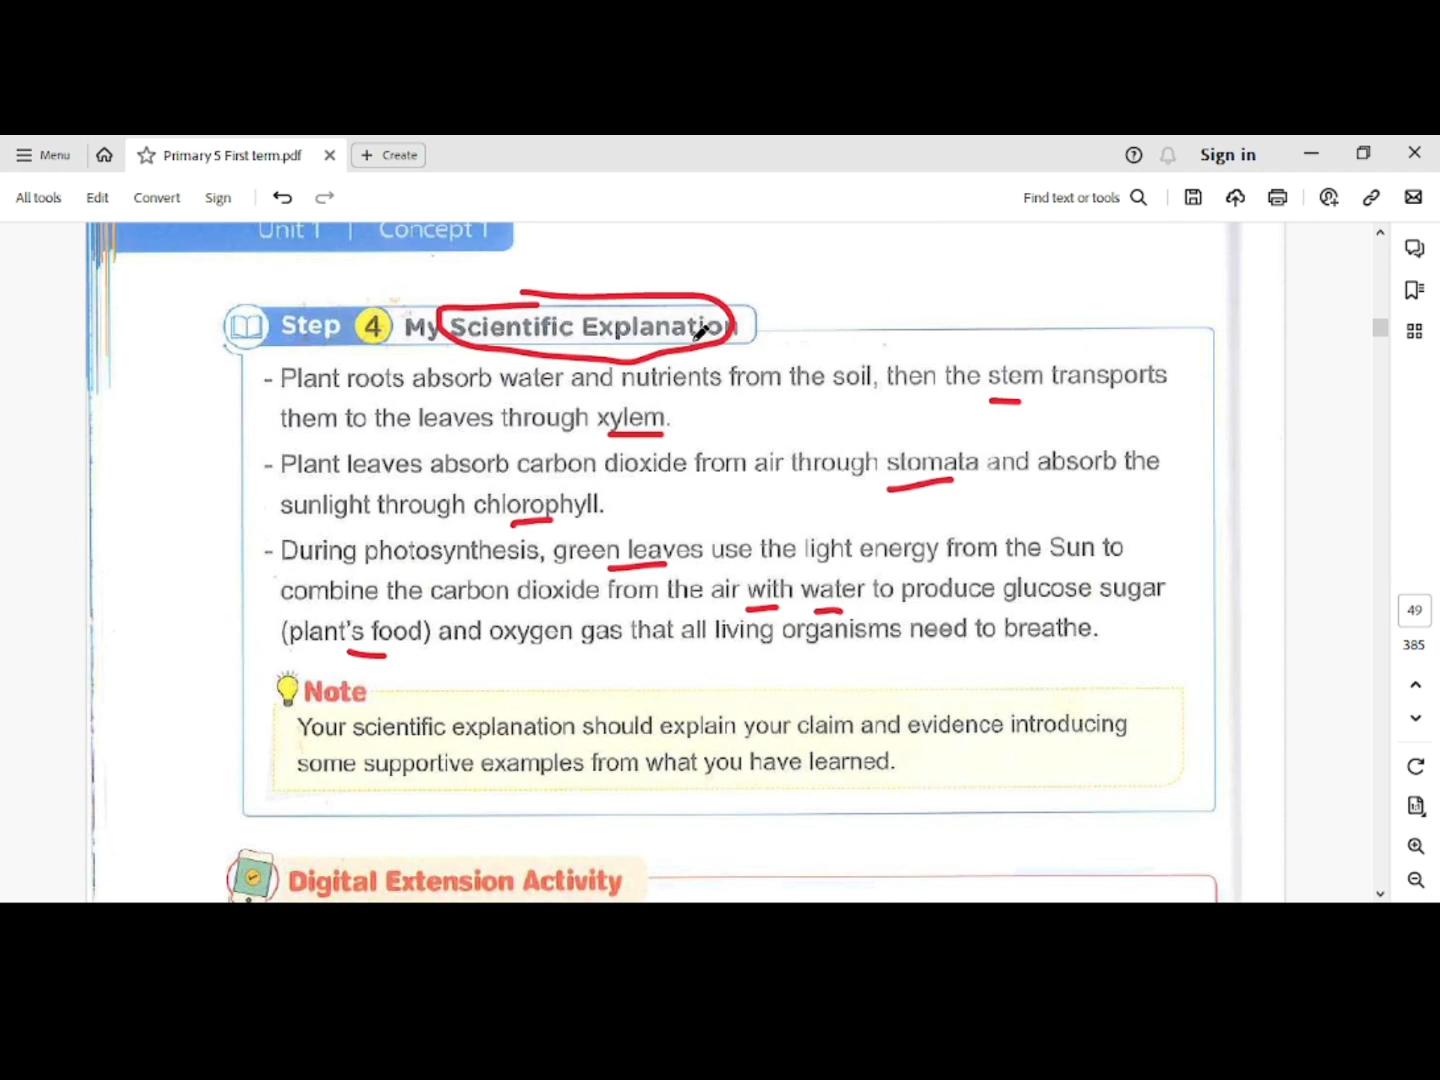 Menu
Primary 5 First term.pdf
Create
Sign in
All tools
Edit
Convert
Sign
Find text or tools
Unit 1 | Concept 1
Step 4 My Scientific Explanation
- Plant roots absorb water and nutrients from the soil, then the stem transports
them to the leaves through xylem.
- Plant leaves absorb carbon dioxide from air through stomata and absorb the
sunlight through chlorophyll.
- During photosynthesis, green leaves use the light energy from the Sun to
combine the carbon dioxide from the air with water to produce glucose sugar
(plant's food) and oxygen gas that all living organisms need to breathe.
Note
Your scientific explanation should explain your claim and evidence introducing
some supportive examples from what you have learned.
Digital Extension Activity
49
385